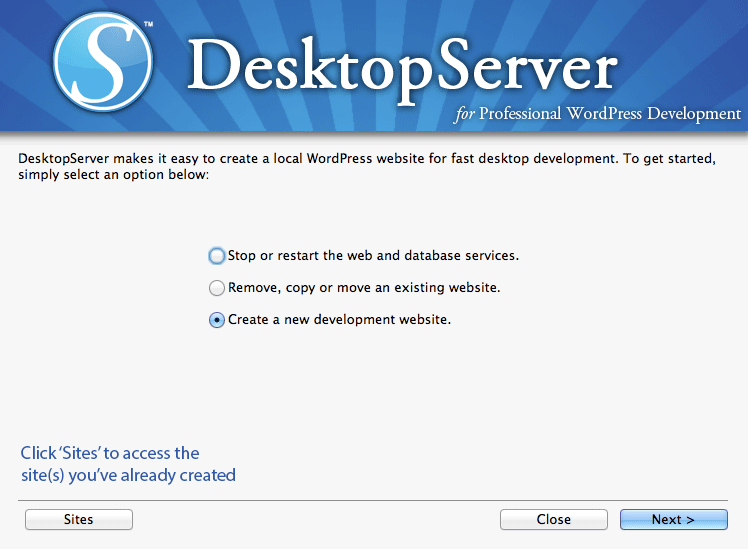 S
™
DesktopServer
for Professional WordPress Development
DesktopServer makes it easy to create a local WordPress website for fast desktop development. To get started,
simply select an option below:
Stop or restart the web and database services.
Remove, copy or move an existing website.
Create a new development website.
Click ‘Sites’ to access the
site(s) you’ve already created
Sites
Close
Next >